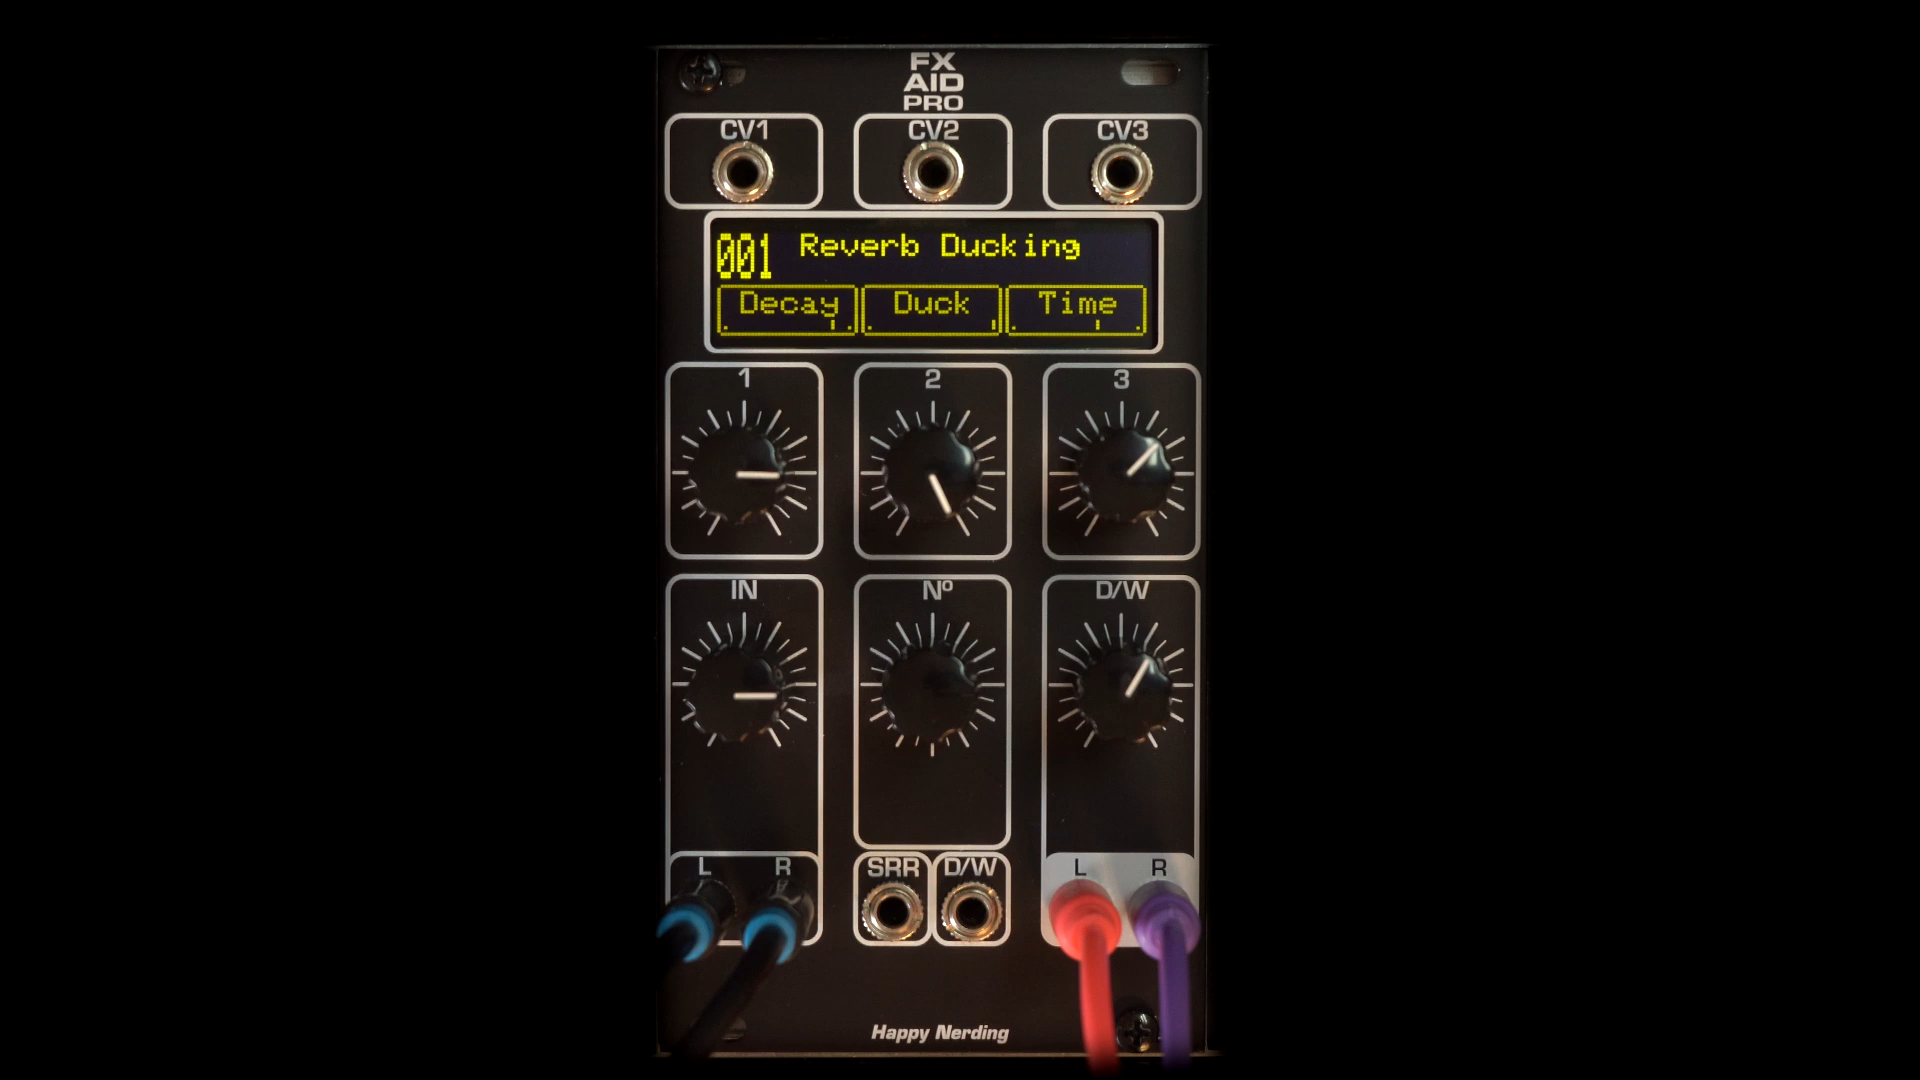 FX
AID
PRO
CV1 CV2 CV3
001 Reverb Ducking
Decay Duck Time
1 2 3
IN Nº D/W
L R SRR D/W L R
Happy Nerding